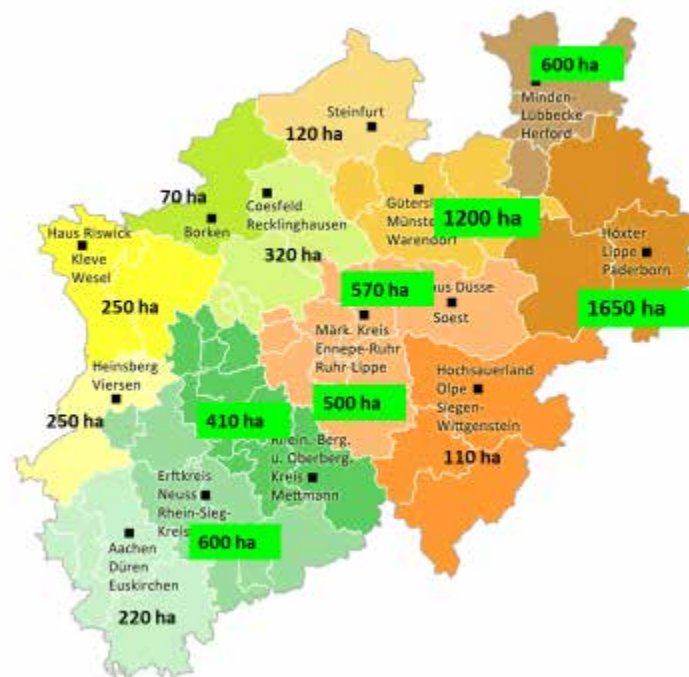 600 ha
Minden-
Lübbecke
Herford
Steinfurt
120 ha
70 ha
Coesfeld
Recklinghausen
Borken
320 ha
Münst
Warendorf
1200 ha
Haus Riswick
Kleve
Wesel
250 ha
Höxter
Lippe
Paderborn
1650 ha
570 ha
Düsse
Soest
Märk. Kreis
Ennepe-Ruhr
Ruhr-Lippe
500 ha
Heinsberg
Viersen
250 ha
410 ha
Rhein.-Berg.
u. Oberberg.
Kreis
Mettmann
Hochsauerland
Olpe
Siegen-
Wittgenstein
110 ha
Erftkreis
Neuss
Rhein-Sieg-
Kreis
600 ha
Aachen
Düren
Euskirchen
220 ha